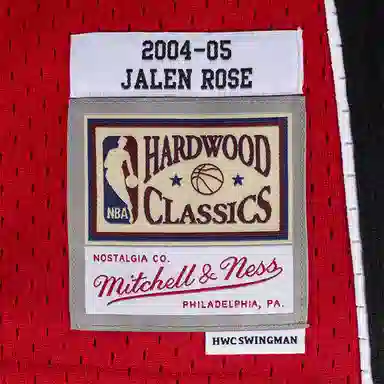 2004-05
JALEN ROSE
HARDWOOD
CLASSICS
NBA
NOSTALGIA CO.
Mitchell & Ness
PHILADELPHIA, PA.
HWC SWINGMAN